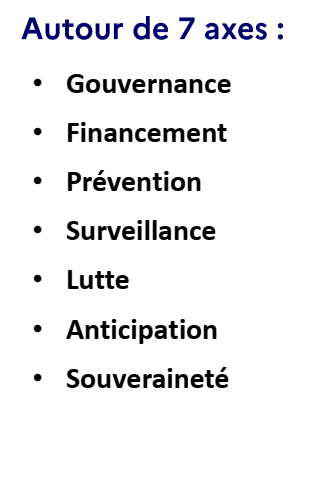 Autour de 7 axes :
• Gouvernance
• Financement
• Prévention
• Surveillance
• Lutte
• Anticipation
• Souveraineté